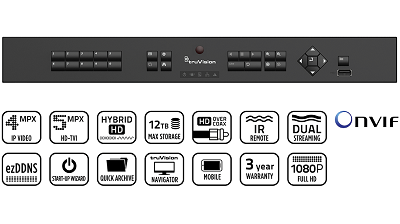 truVision
4 MPX
IP VIDEO
5 MPX
HD-TVI
HYBRID
HD
12TB
MAX STORAGE
HD OVER COAX
IR
REMOTE
DUAL
STREAMING
ONVIF
ezDDNS
START-UP WIZARD
QUICK ARCHIVE
truVision
NAVIGATOR
MOBILE
3 year
WARRANTY
1080P
FULL HD